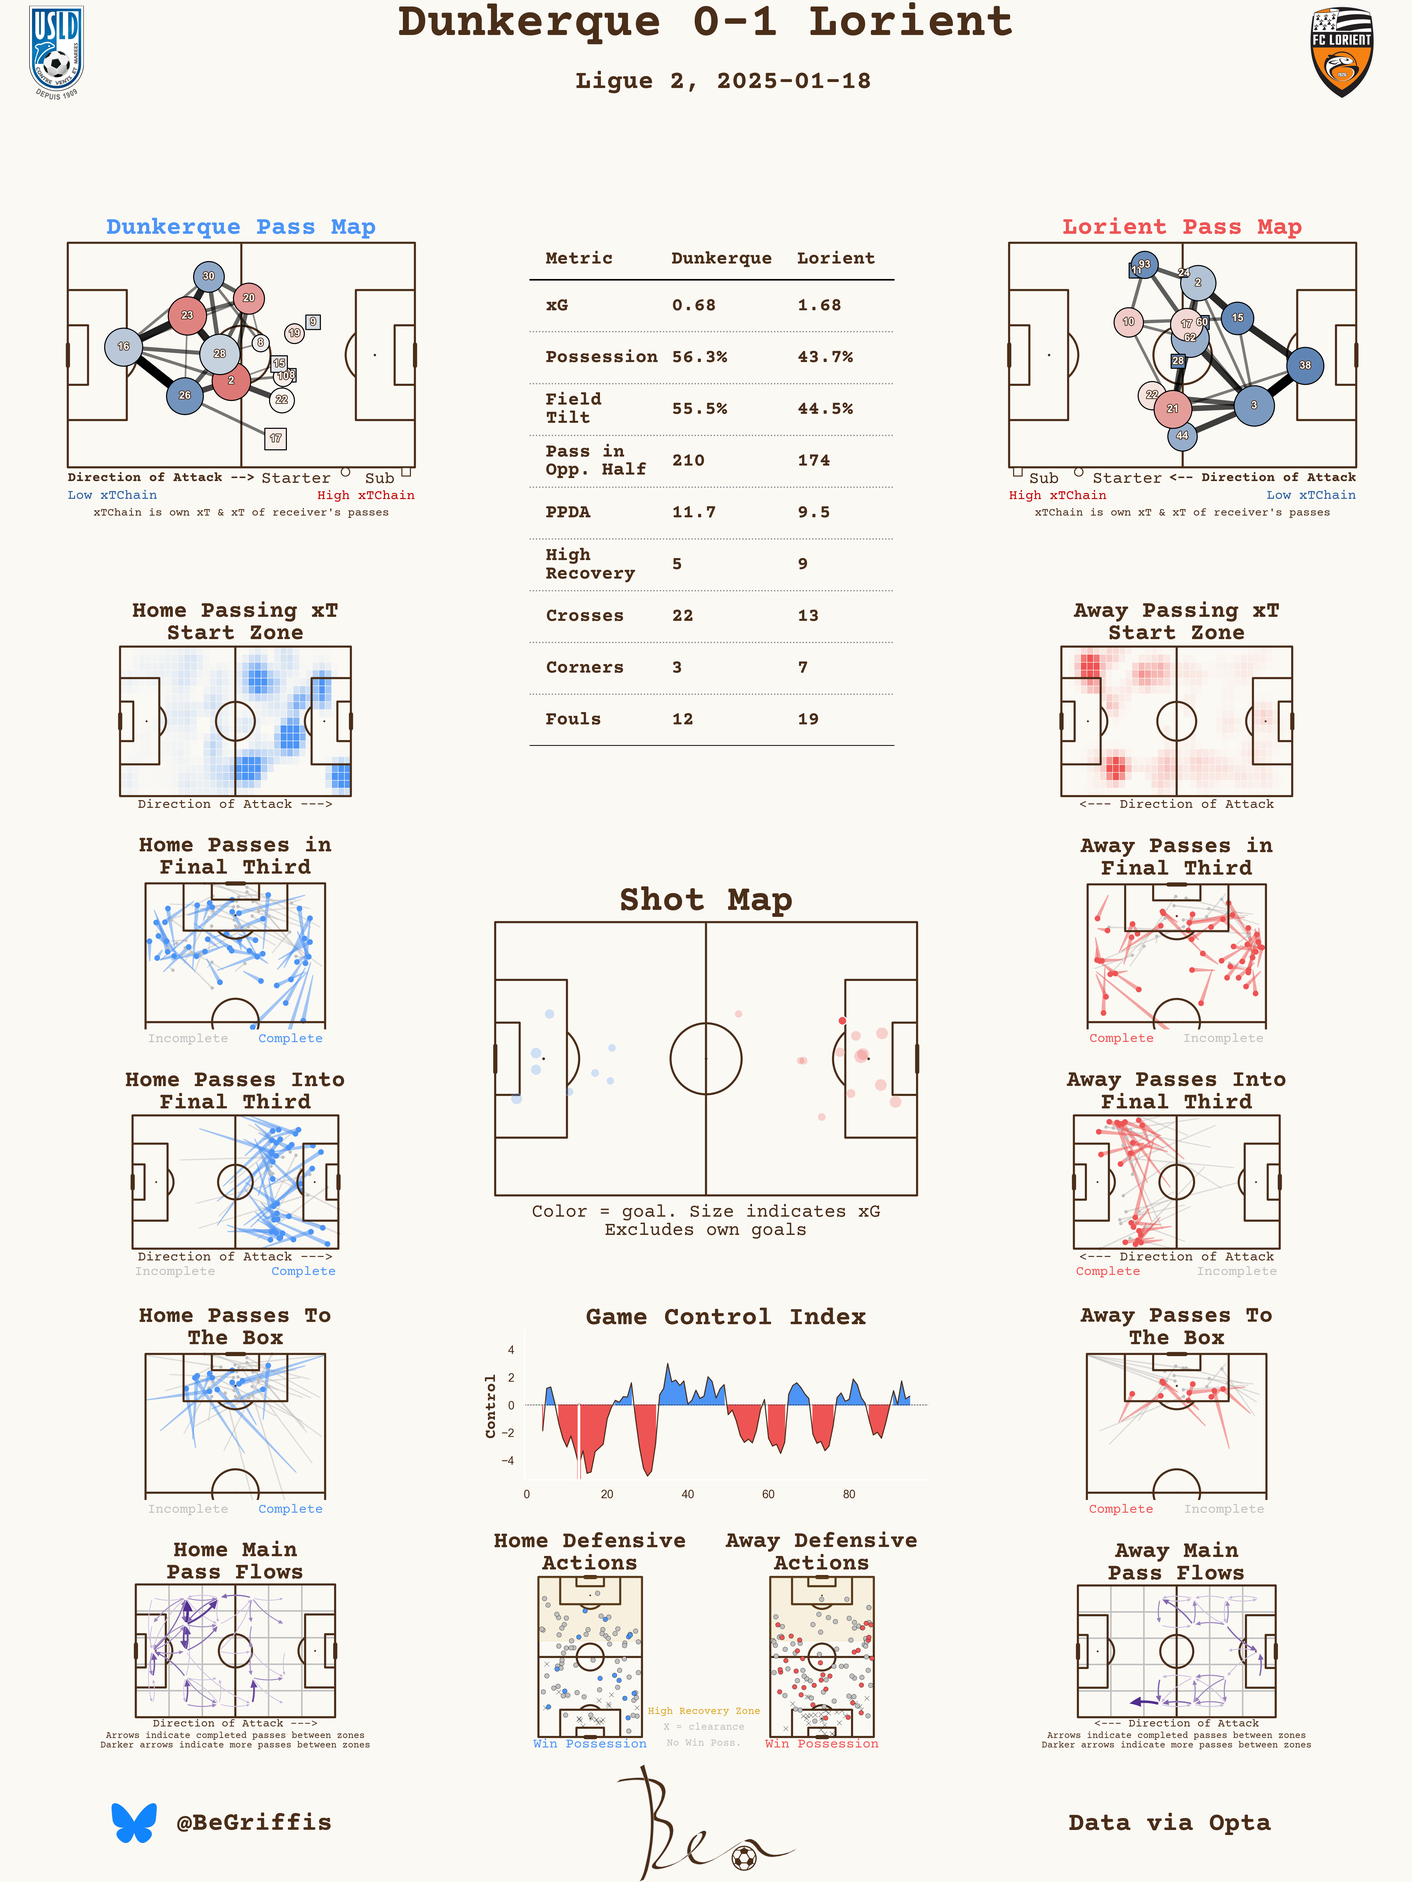 Dunkerque 0-1 Lorient
Ligue 2, 2025-01-18
USLD
CONTRE VENTS ET MAREES
DEPUIS 1909
FC LORIENT
1926
Dunkerque Pass Map
30
20
23
9
19
16
8
28
15
108
2
26
22
17
Direction of Attack --> Starter Sub
Low xTChain High xTChain
xTChain is own xT & xT of receiver's passes
Metric Dunkerque Lorient
xG 0.68 1.68
Possession 56.3% 43.7%
Field
Tilt 55.5% 44.5%
Pass in
Opp. Half 210 174
PPDA 11.7 9.5
High
Recovery 5 9
Crosses 22 13
Corners 3 7
Fouls 12 19
Lorient Pass Map
93
11
24
2
10
17
60
15
62
28
38
22
21
3
44
Sub Starter <-- Direction of Attack
High xTChain Low xTChain
xTChain is own xT & xT of receiver's passes
Home Passing xT
Start Zone
Direction of Attack --->
Away Passing xT
Start Zone
<--- Direction of Attack
Home Passes in
Final Third
Incomplete Complete
Away Passes in
Final Third
Complete Incomplete
Shot Map
Color = goal. Size indicates xG
Excludes own goals
Home Passes Into
Final Third
Direction of Attack --->
Incomplete Complete
Away Passes Into
Final Third
<--- Direction of Attack
Complete Incomplete
Home Passes To
The Box
Incomplete Complete
Game Control Index
Control
4
2
0
−2
−4
0 20 40 60 80
Away Passes To
The Box
Complete Incomplete
Home Main
Pass Flows
Direction of Attack --->
Arrows indicate completed passes between zones
Darker arrows indicate more passes between zones
Home Defensive
Actions
Win Possession
High Recovery Zone
X = clearance
No Win Poss.
Away Defensive
Actions
Win Possession
Away Main
Pass Flows
<--- Direction of Attack
Arrows indicate completed passes between zones
Darker arrows indicate more passes between zones
@BeGriffis
Ben
Data via Opta